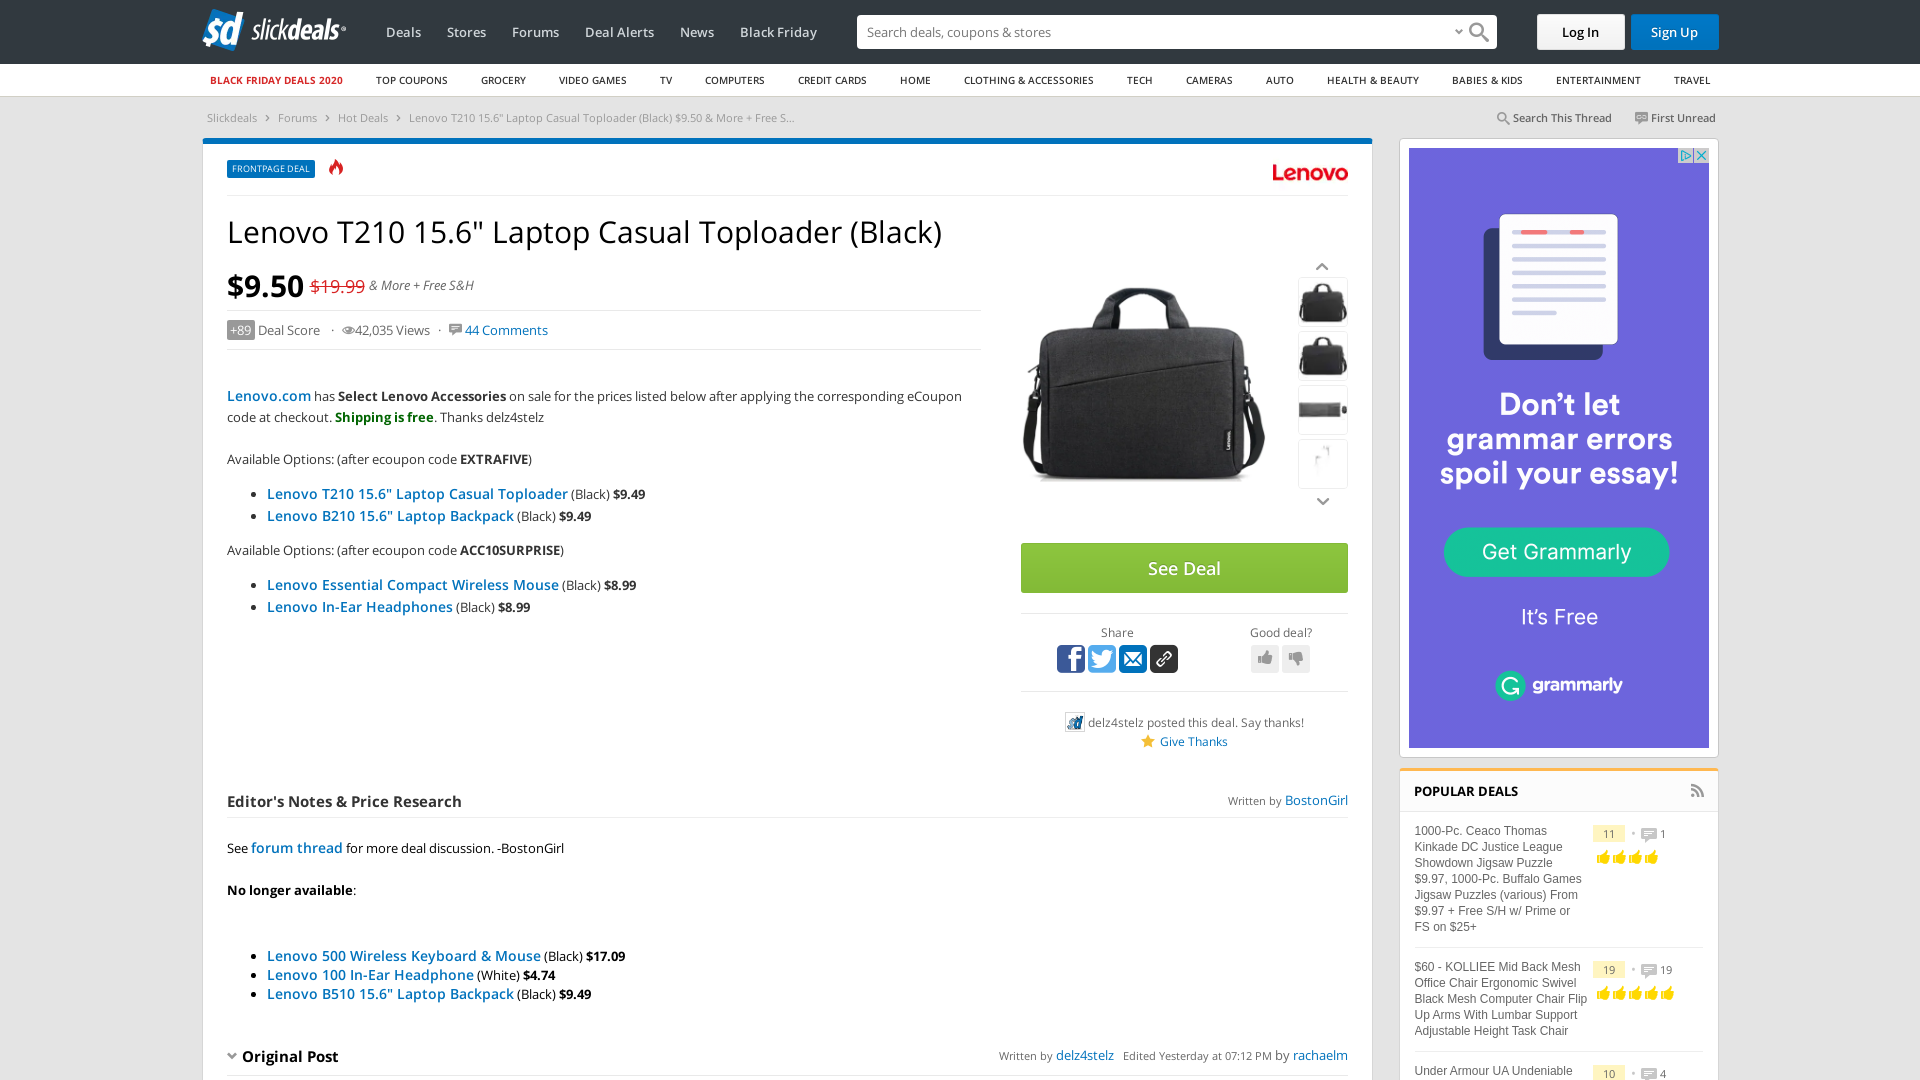 sd slickdeals
Deals Stores Forums Deal Alerts News Black Friday
Search deals, coupons & searches
Log In Sign Up
BLACK FRIDAY DEALS 2020 TOP COUPONS GROCERY VIDEO GAMES TV COMPUTERS CREDIT CARDS HOME CLOTHING & ACCESSORIES TECH CAMERAS AUTO HEALTH & BEAUTY BABIES & KIDS ENTERTAINMENT TRAVEL
Slickdeals › Forums › Hot Deals › Lenovo T210 15.6" Laptop Casual Toploader (Black) $9.50 & More + Free S...
Search This Thread First Unread
FRONTPAGE DEAL
Lenovo
Lenovo T210 15.6" Laptop Casual Toploader (Black)
$9.50 $19.99 & More + Free S&H
+89 Deal Score · 42,035 Views · 44 Comments
Lenovo.com has Select Lenovo Accessories on sale for the prices listed below after applying the corresponding eCoupon
code at checkout. Shipping is free. Thanks delz4stelz
Available Options: (after ecoupon code EXTRAFIVE)
• Lenovo T210 15.6" Laptop Casual Toploader (Black) $9.49
• Lenovo B210 15.6" Laptop Backpack (Black) $9.49
Available Options: (after ecoupon code ACC10SURPRISE)
• Lenovo Essential Compact Wireless Mouse (Black) $8.99
• Lenovo In-Ear Headphones (Black) $8.99
See Deal
Share
Good deal?
delz4stelz posted this deal. Say thanks!
Give Thanks
Editor's Notes & Price Research
Written by BostonGirl
See forum thread for more deal discussion. -BostonGirl
No longer available:
• Lenovo 500 Wireless Keyboard & Mouse (Black) $17.09
• Lenovo 100 In-Ear Headphone (White) $4.74
• Lenovo B510 15.6" Laptop Backpack (Black) $9.49
Original Post
Written by delz4stelz Edited Yesterday at 07:12 PM by rachaelm
Don't let
grammar errors
spoil your essay!
Get Grammarly
It's Free
grammarly
POPULAR DEALS
1000-Pc. Ceaco Thomas
Kinkade DC Justice League
Showdown Jigsaw Puzzle
$9.97, 1000-Pc. Buffalo Games
Jigsaw Puzzles (various) From
$9.97 + Free S/H w/ Prime or
FS on $25+
11 • 1
$60 - KOLLIEE Mid Back Mesh
Office Chair Ergonomic Swivel
Black Mesh Computer Chair Flip
Up Arms With Lumbar Support
Adjustable Height Task Chair
19 • 19
Under Armour UA Undeniable
10 • 4